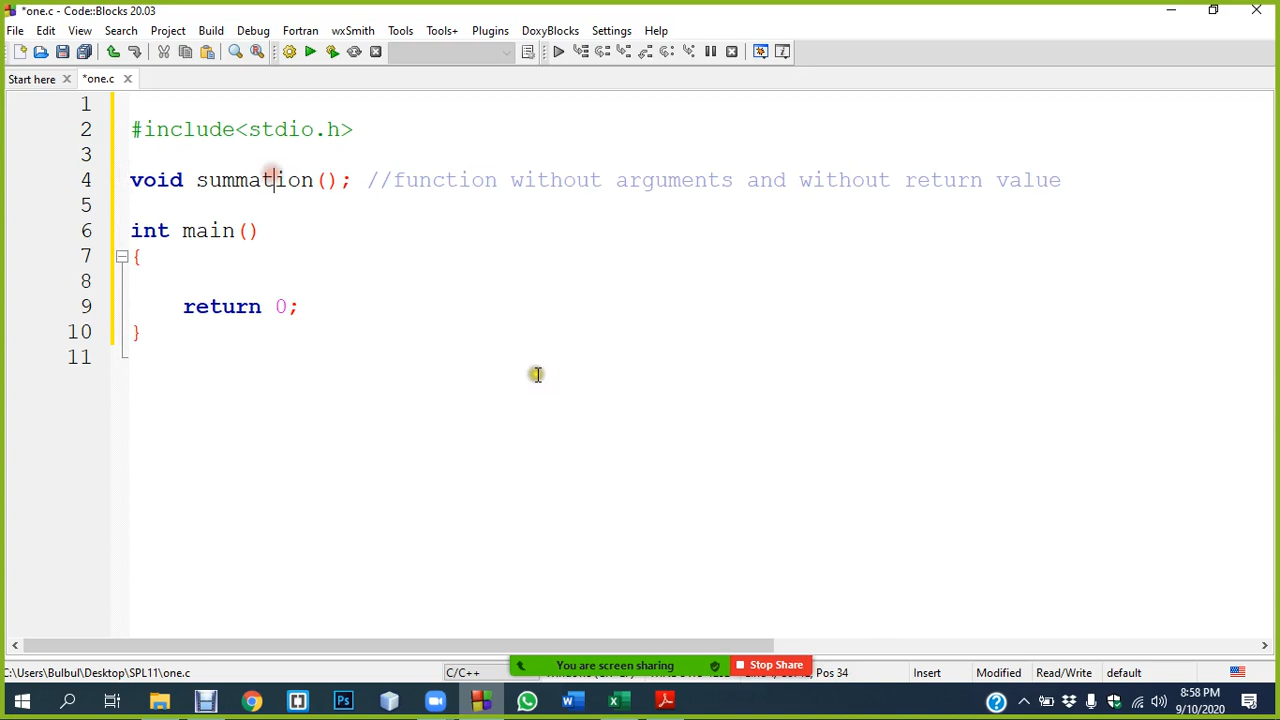 *one.c - Code::Blocks 20.03
File Edit View Search Project Build Debug Fortran wxSmith Tools Tools+ Plugins DoxyBlocks Settings Help
Start here *one.c
1
2 #include<stdio.h>
3
4 void summation(); //function without arguments and without return value
5
6 int main()
7 {
8
9 return 0;
10 }
11
You are screen sharing Stop Share
C:\Users\Bulbul\Desktop\SPL11\one.c C/C++ Pos 34 Insert Modified Read/Write default
8:58 PM
9/10/2020